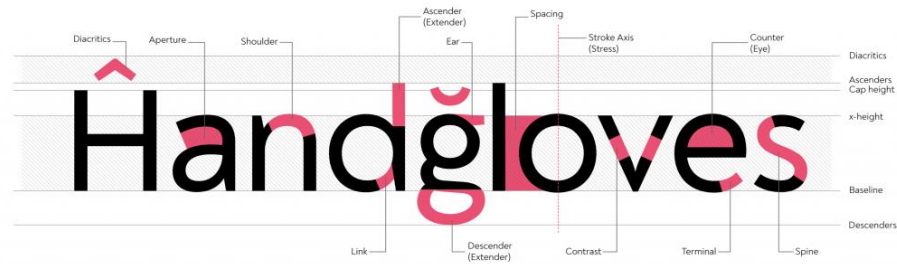 Ascender
(Extender)
Spacing
Diacritics
Aperture
Shoulder
Ear
Stroke Axis
(Stress)
Counter
(Eye)
Diacritics
Ascenders
Cap height
x-height
Baseline
Descenders
Ĥandğloves
Link
Descender
(Extender)
Contrast
Terminal
Spine